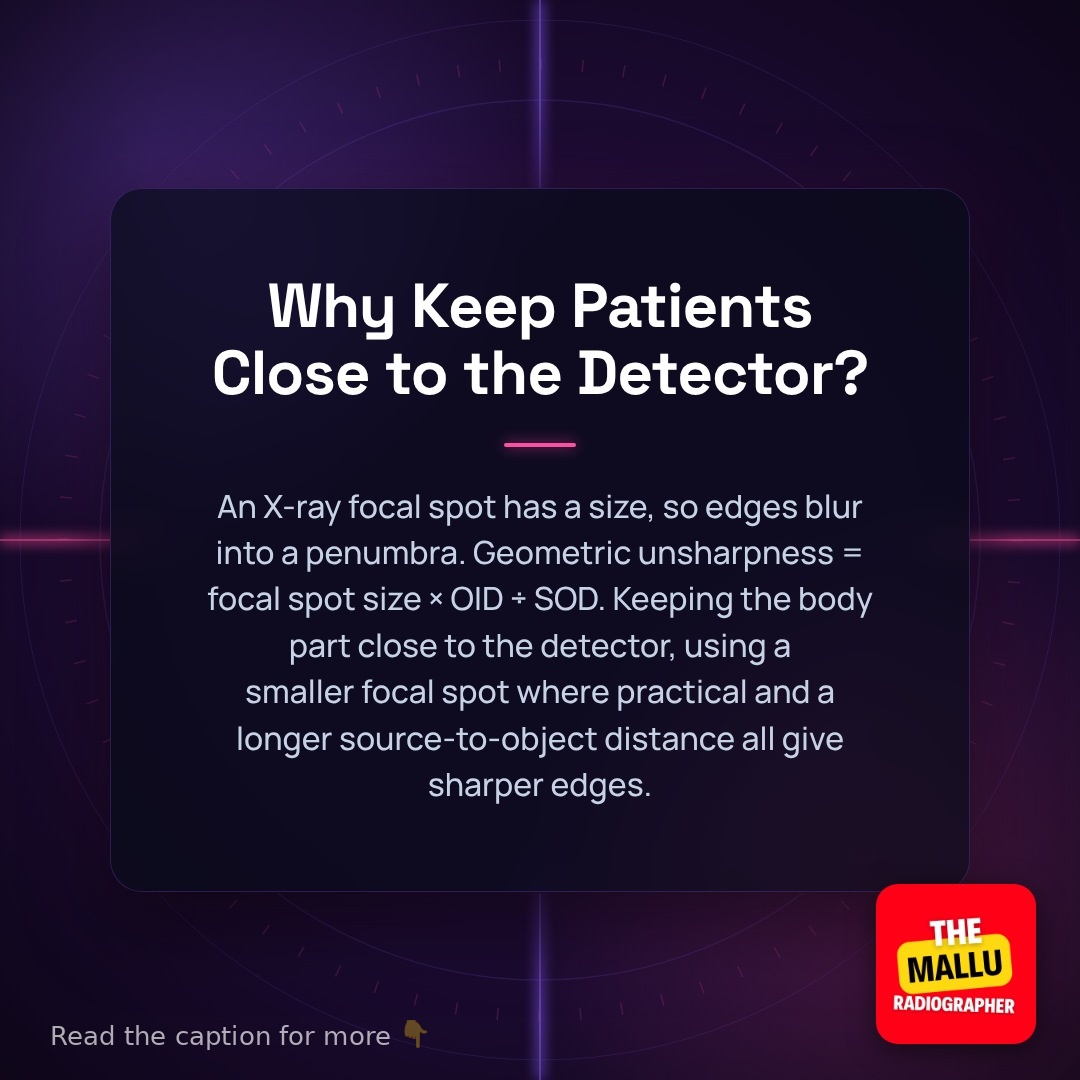 Why Keep Patients
Close to the Detector?
An X-ray focal spot has a size, so edges blur
into a penumbra. Geometric unsharpness =
focal spot size × OID ÷ SOD. Keeping the body
part close to the detector, using a
smaller focal spot where practical and a
longer source-to-object distance all give
sharper edges.
THE
MALLU
RADIOGRAPHER
Read the caption for more 👇